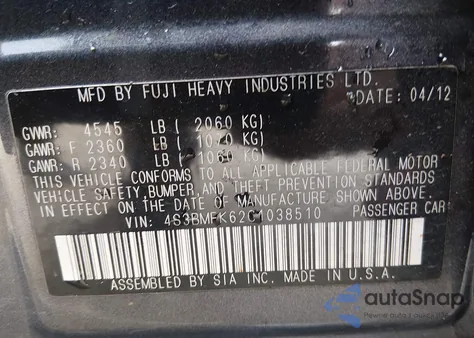 MFD BY FUJI HEAVY INDUSTRIES LTD. DATE: 04/12
GVWR: 4545 LB ( 2060 KG)
GAWR: F 2360 LB ( 1070 KG)
GAWR: R 2340 LB ( 1060 KG)
THIS VEHICLE CONFORMS TO ALL APPLICABLE FEDERAL MOTOR
VEHICLE SAFETY, BUMPER, AND THEFT PREVENTION STANDARDS
IN EFFECT ON THE DATE OF MANUFACTURE SHOWN ABOVE.
VIN: PASSENGER CAR
ASSEMBLED BY SIA INC. MADE IN U.S.A.
autoSnap